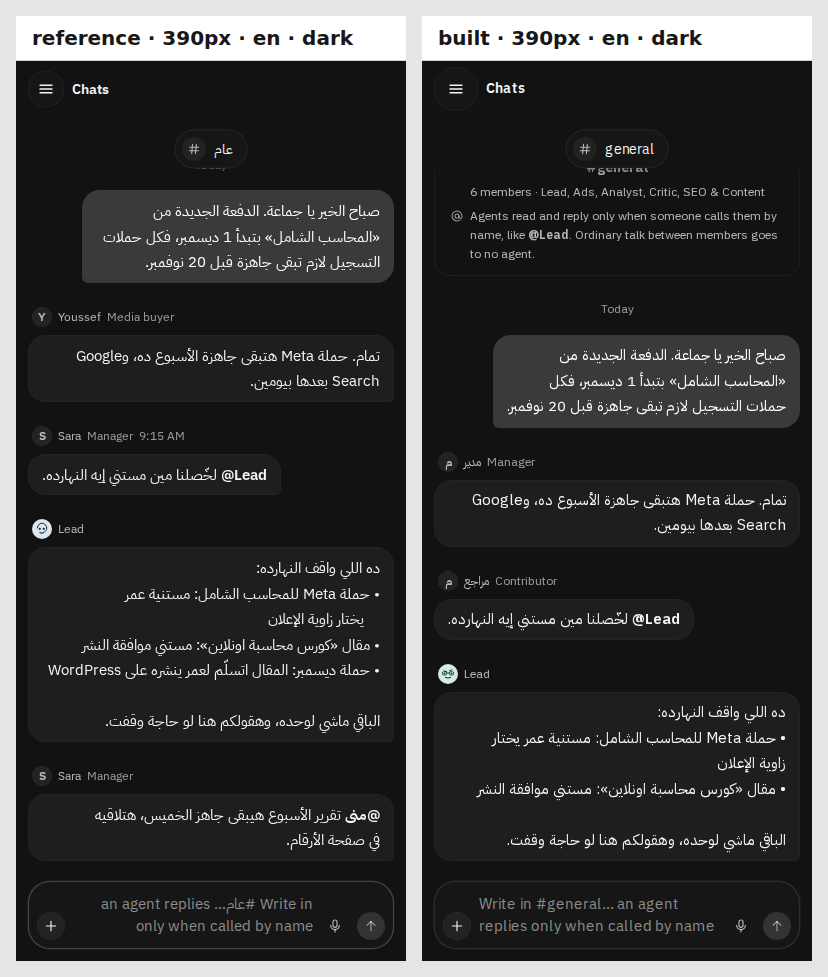 reference · 390px · en · dark
Chats
# عام
صباح الخير يا جماعة. الدفعة الجديدة من
«المحاسب الشامل» بتبدأ 1 ديسمبر، فكل حملات
التسجيل لازم تبقى جاهزة قبل 20 نوفمبر.
Y Youssef Media buyer
تمام. حملة Meta هتبقى جاهزة الأسبوع ده، وGoogle
Search بعدها بيومين.
S Sara Manager 9:15 AM
@Lead لخّصلنا مين مستني إيه النهارده.
Lead
ده اللي واقف النهارده:
• حملة Meta للمحاسب الشامل: مستنية عمر
يختار زاوية الإعلان
• مقال «كورس محاسبة اونلاين»: مستني موافقة النشر
• حملة ديسمبر: المقال اتسلّم لعمر ينشره على WordPress
الباقي ماشي لوحده، وهقولكم هنا لو حاجة وقفت.
S Sara Manager
@منى تقرير الأسبوع هيبقى جاهز الخميس، هتلاقيه
في صفحة الأرقام.
an agent replies ...عام# Write in
only when called by name
built · 390px · en · dark
Chats
# general
#general
6 members · Lead, Ads, Analyst, Critic, SEO & Content
@ Agents read and reply only when someone calls them by
name, like @Lead. Ordinary talk between members goes
to no agent.
Today
صباح الخير يا جماعة. الدفعة الجديدة من
«المحاسب الشامل» بتبدأ 1 ديسمبر، فكل
حملات التسجيل لازم تبقى جاهزة قبل 20 نوفمبر.
م مدير Manager
تمام. حملة Meta هتبقى جاهزة الأسبوع ده، وGoogle
Search بعدها بيومين.
م مراجع Contributor
@Lead لخّصلنا مين مستني إيه النهارده.
Lead
ده اللي واقف النهارده:
• حملة Meta للمحاسب الشامل: مستنية عمر يختار
زاوية الإعلان
• مقال «كورس محاسبة اونلاين»: مستني موافقة النشر
الباقي ماشي لوحده، وهقولكم هنا لو حاجة وقفت.
Write in #general... an agent
replies only when called by name